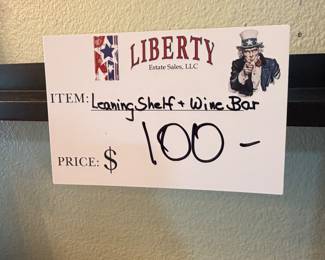 LIBERTY
Estate Sales, LLC
ITEM: Leaning Shelf + Wine Bar
PRICE: $ 100-